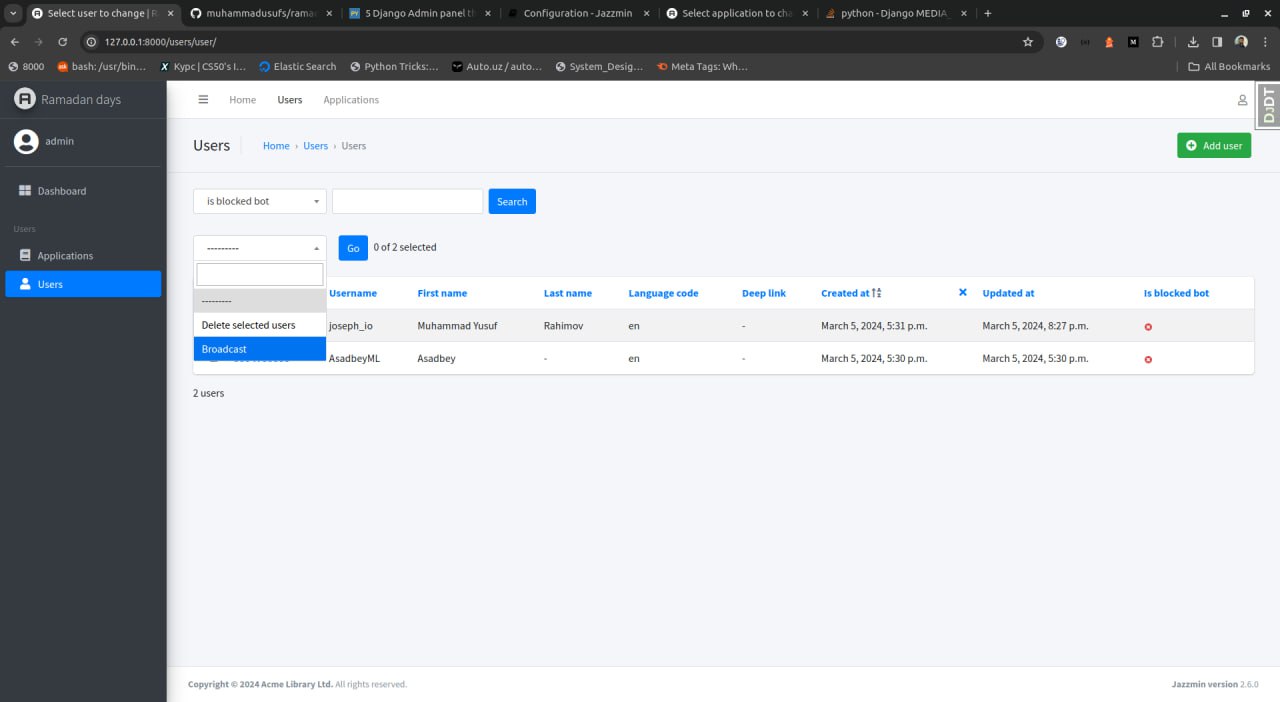 Select user to change | R
muhammadusufs/rama
5 Django Admin panel th
Configuration - Jazzmin
Select application to cha
python - Django MEDIA_
127.0.0.1:8000/users/user/
8000
bash: /usr/bin...
Курс | CS50's I...
Elastic Search
Python Tricks:...
Auto.uz / auto...
System_Desig...
Meta Tags: Wh...
All Bookmarks
Ramadan days
Home
Users
Applications
DJDT
admin
Users
Home › Users › Users
Add user
Dashboard
is blocked bot
Search
Users
---------
Go
0 of 2 selected
Applications
Users
---------
Delete selected users
Broadcast
Username First name Last name Language code Deep link Created at Updated at Is blocked bot
joseph_io Muhammad Yusuf Rahimov en - March 5, 2024, 5:31 p.m. March 5, 2024, 8:27 p.m.
AsadbeyML Asadbey - en - March 5, 2024, 5:30 p.m. March 5, 2024, 5:30 p.m.
2 users
Copyright © 2024 Acme Library Ltd. All rights reserved.
Jazzmin version 2.6.0